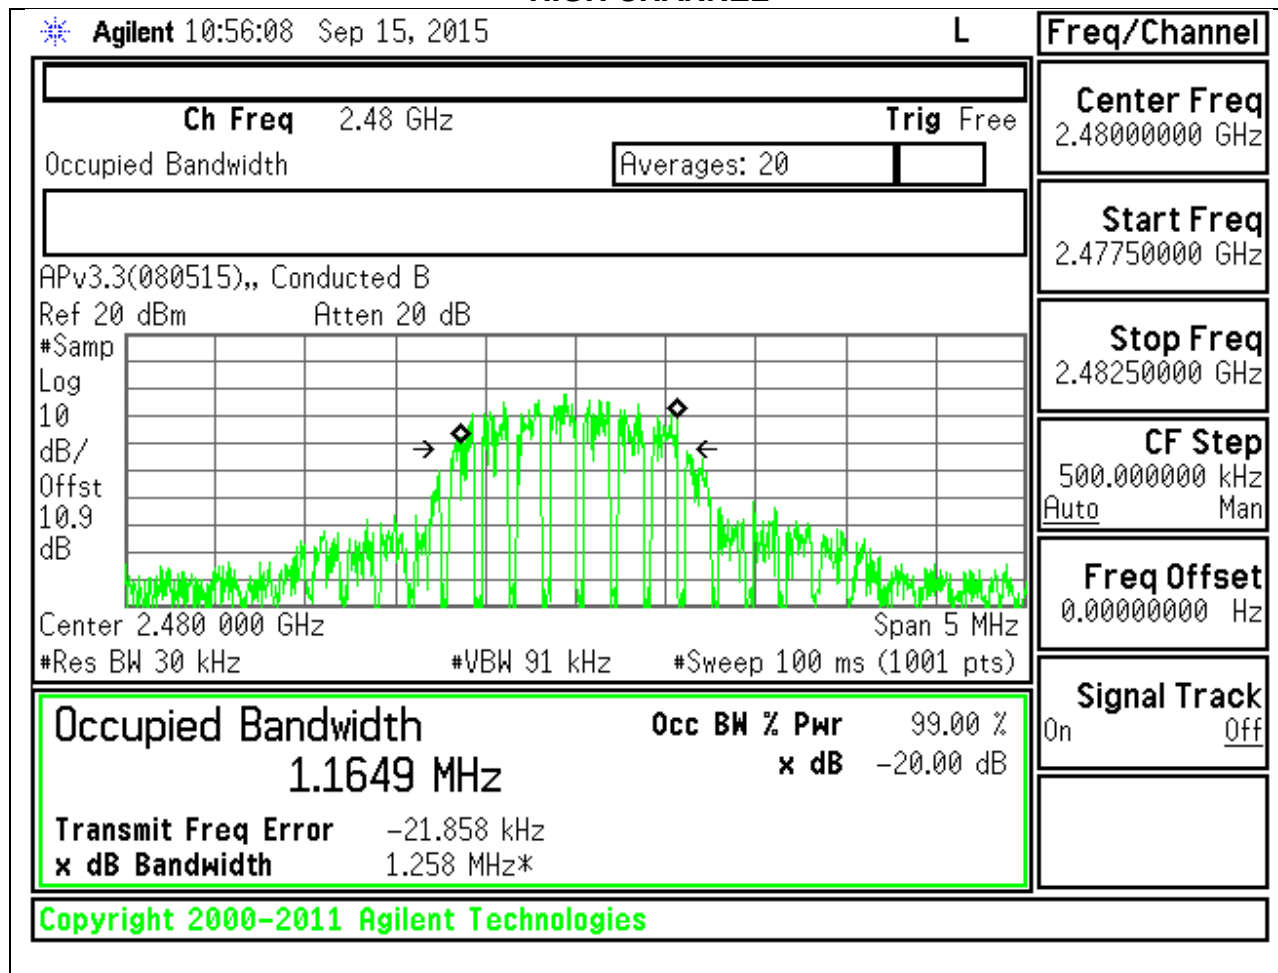 HIGH CHANNEL
Agilent 10:56:08 Sep 15, 2015 L
Freq/Channel
Ch Freq 2.48 GHz Trig Free
Occupied Bandwidth Averages: 20
APv3.3(080515),, Conducted B
Ref 20 dBm Atten 20 dB
#Samp
Log
10
dB/
Offst
10.9
dB
Center 2.480 000 GHz Span 5 MHz
#Res BW 30 kHz #VBW 91 kHz #Sweep 100 ms (1001 pts)
Occupied Bandwidth Occ BW % Pwr 99.00 %
1.1649 MHz x dB -20.00 dB
Transmit Freq Error -21.858 kHz
x dB Bandwidth 1.258 MHz*
Center Freq
2.48000000 GHz
Start Freq
2.47750000 GHz
Stop Freq
2.48250000 GHz
CF Step
500.000000 kHz
Auto Man
Freq Offset
0.00000000 Hz
Signal Track
On Off
Copyright 2000-2011 Agilent Technologies